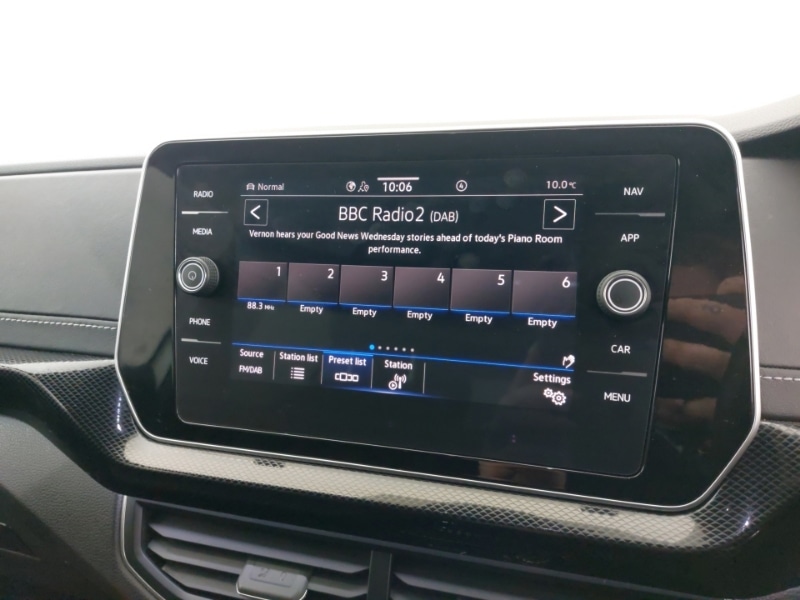 RADIO
MEDIA
PHONE
VOICE
Normal 10:06 4 10.0°C
< BBC Radio2 (DAB) >
Vernon hears your Good News Wednesday stories ahead of today's Piano Room
performance.
1 2 3 4 5 6
88.3 MHz Empty Empty Empty Empty Empty
Source Station list Preset list Station Settings
FM/DAB
NAV
APP
CAR
MENU